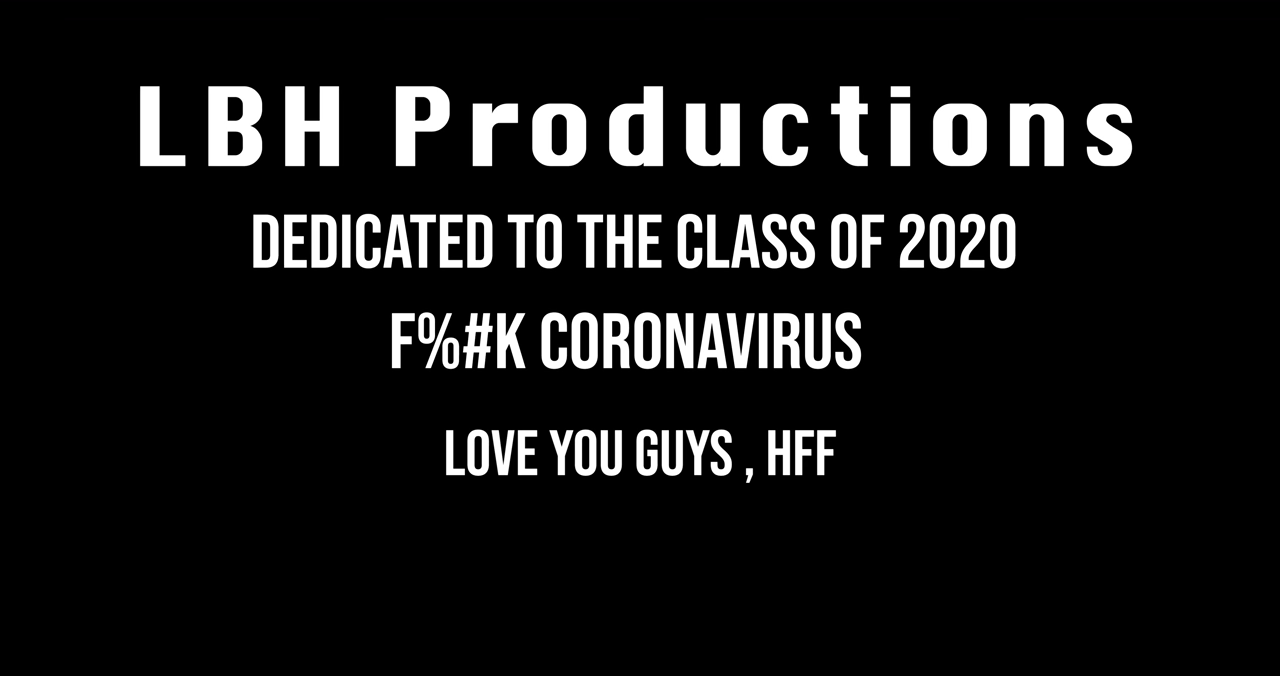 LBH Productions
DEDICATED TO THE CLASS OF 2020
F%#K CORONAVIRUS
LOVE YOU GUYS , HFF